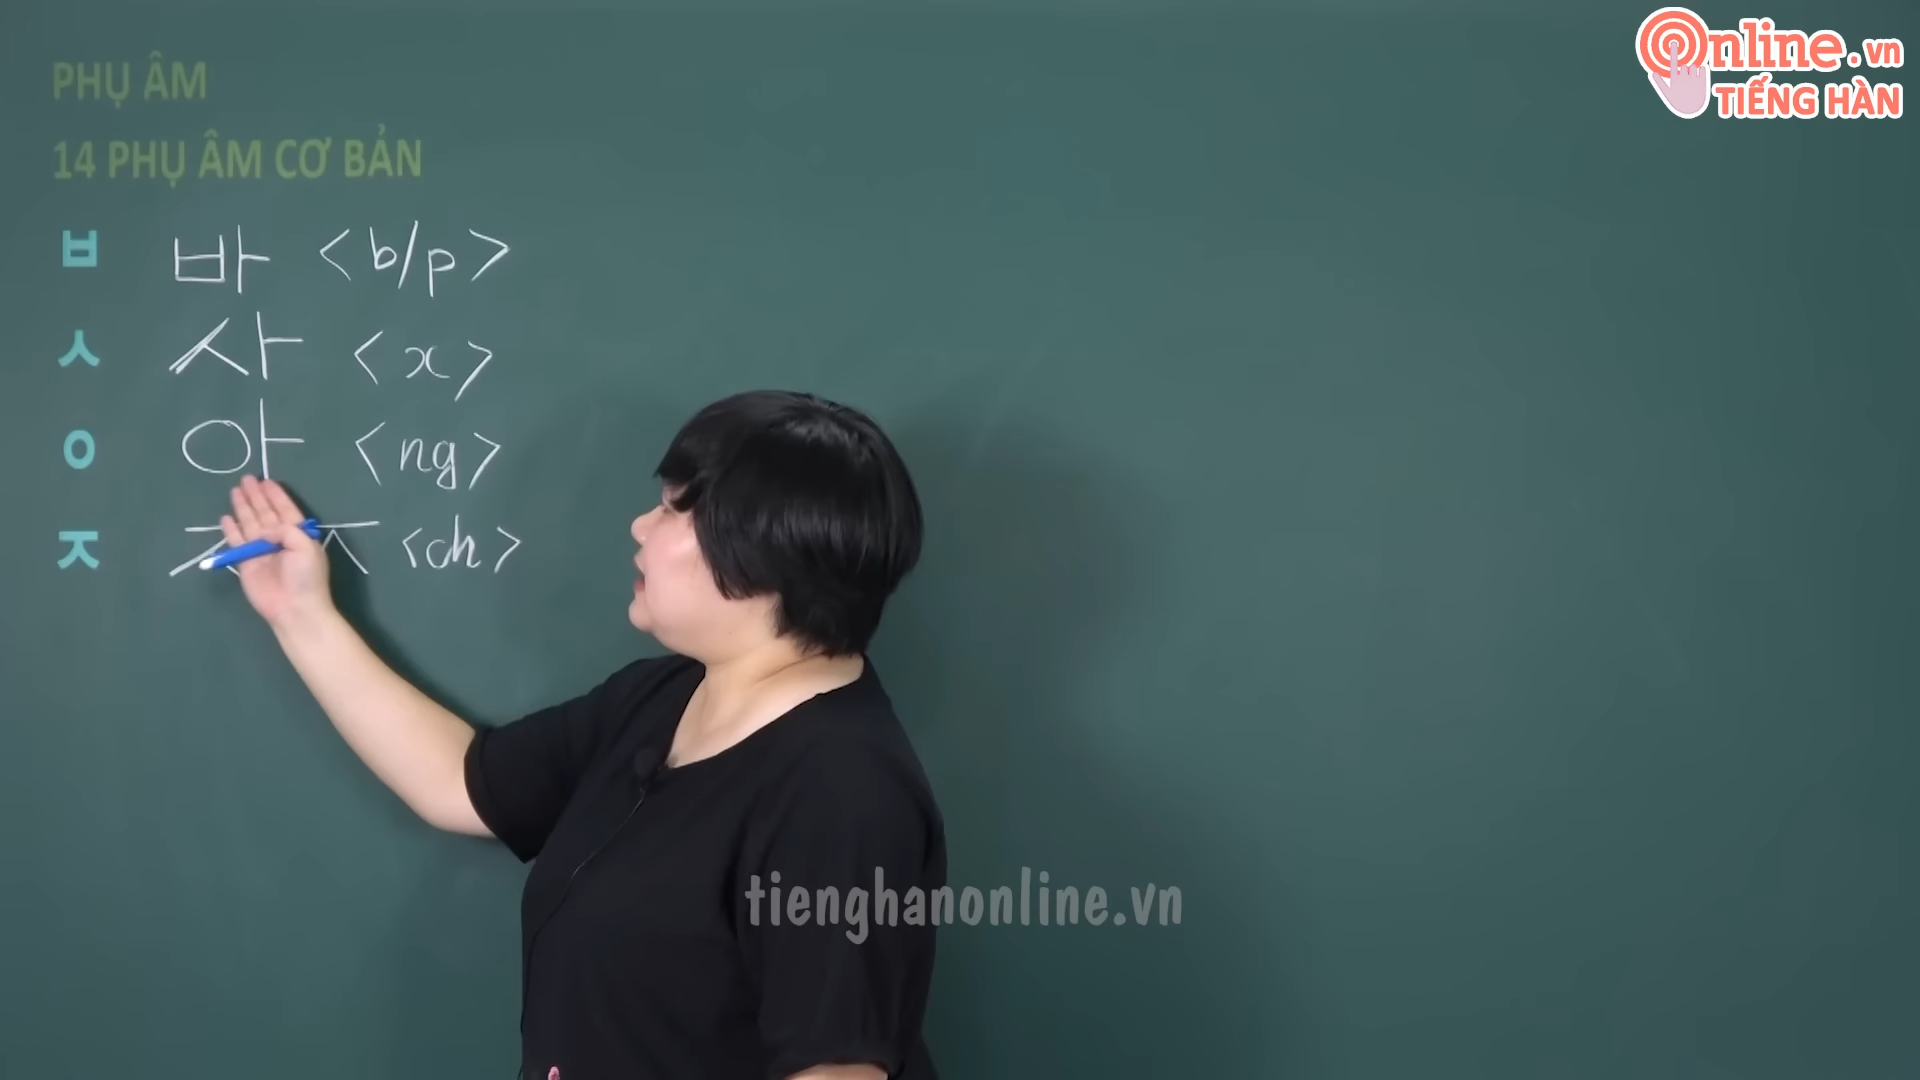 Online.vn
TIẾNG HÀN
PHỤ ÂM
14 PHỤ ÂM CƠ BẢN
ㅂ 바 <b/p>
ㅅ 사 <x>
ㅇ 아 <ng>
ㅈ ㅈ <ch>
tienghanonline.vn